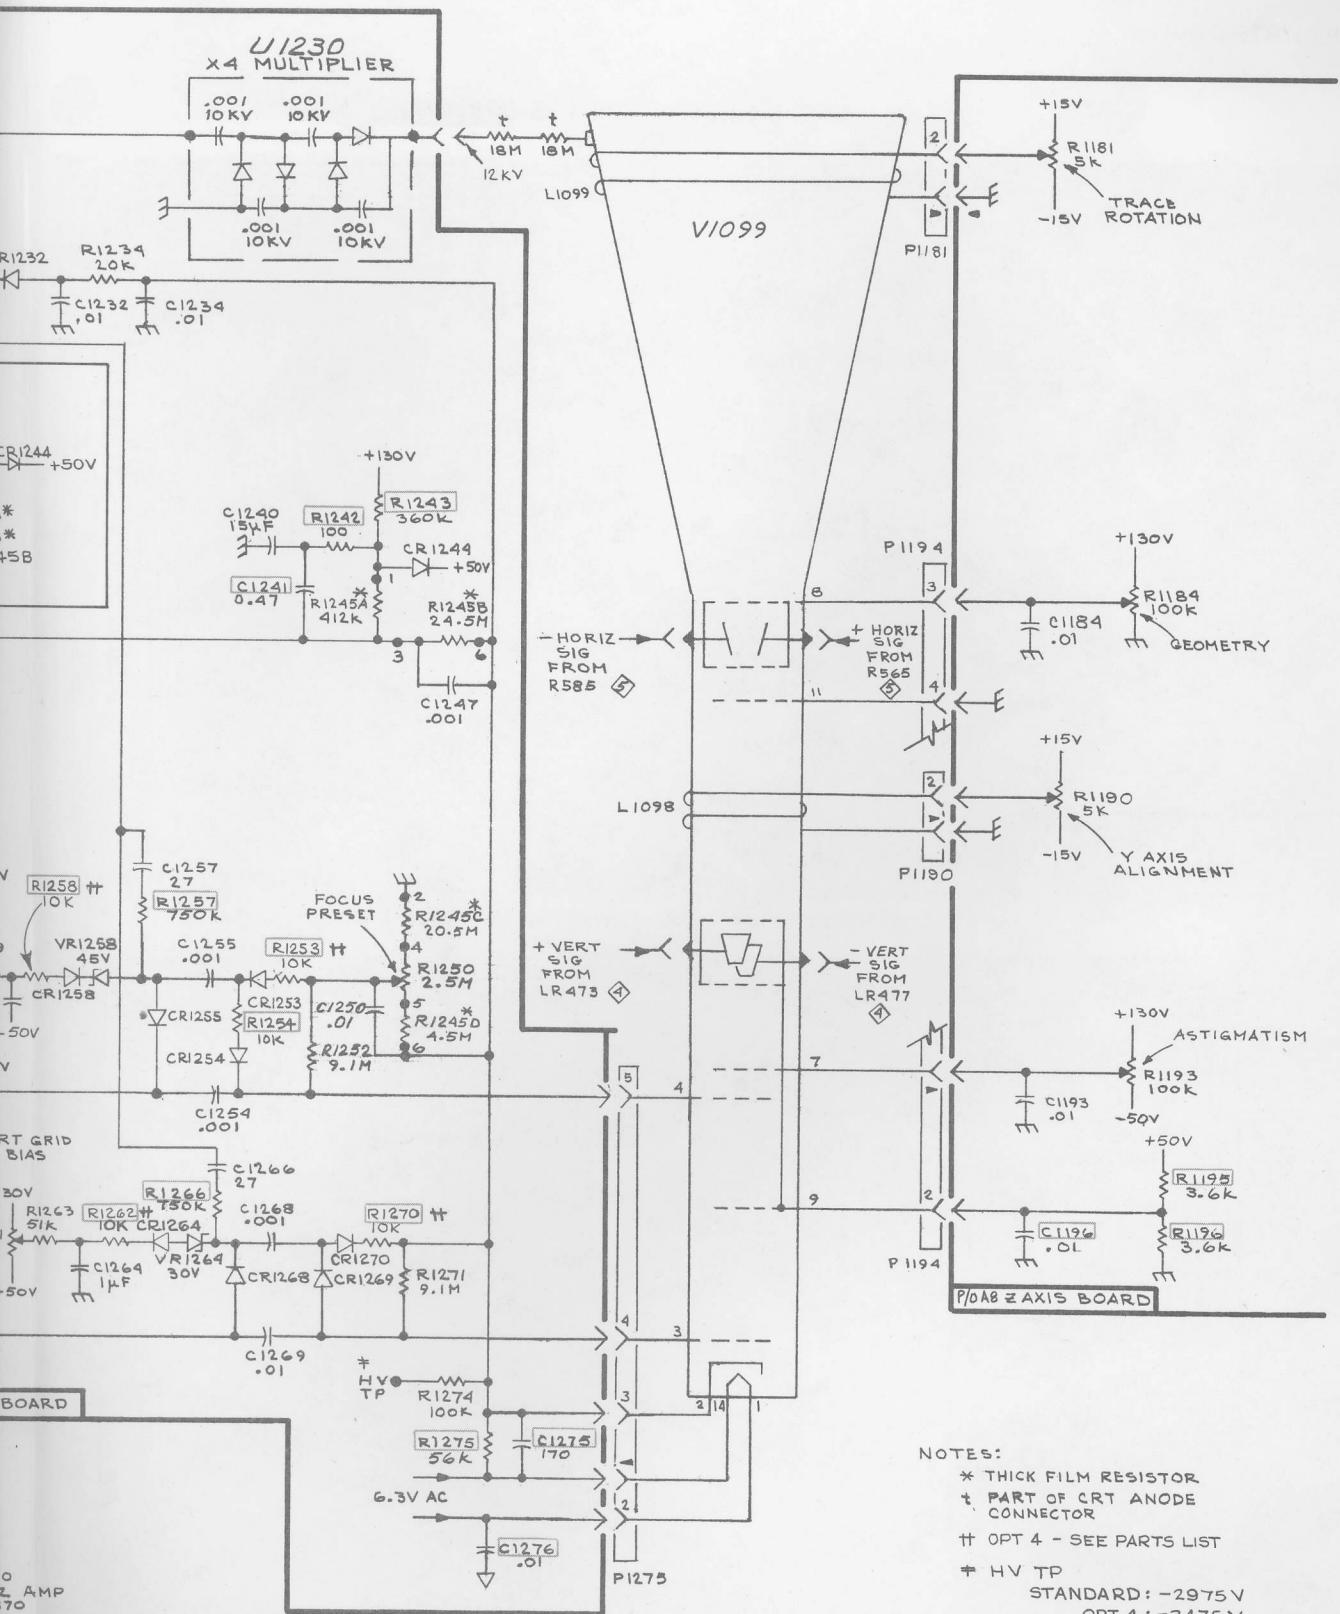 U1230
X4 MULTIPLIER
.001
10KV
.001
10KV
.001
10KV
.001
10KV
†
18M
†
18M
12KV
L1099
V1099
2
P1181
+15V
R1181
5K
-15V
TRACE
ROTATION
R1232
R1234
20K
C1232
.01
C1234
.01
CR1244
+50V
*
*
45B
+130V
R1243
360K
C1240
15µF
R1242
100
CR1244
+50V
1
C1241
0.47
R1245A
*
412K
*
R1245B
24.5M
3
6
C1247
.001
-HORIZ
SIG
FROM
R585 5
+ HORIZ
SIG
FROM
R565
5
8
11
P1194
3
4
+130V
R1184
100K
C1184
.01
GEOMETRY
L1098
2
P1190
+15V
R1190
5K
-15V
Y AXIS
ALIGNMENT
V
R1258 ††
10K
C1257
27
R1257
750K
VR1258
45V
CR1258
-50V
V
C1255
.001
R1253 ††
10K
CR1255
CR1253
R1254
10K
CR1254
C1254
.001
FOCUS
PRESET
2
*
R1245C
20.5M
4
R1250
2.5M
5
*
R1245D
4.5M
6
C1250
.01
R1252
9.1M
+ VERT
SIG
FROM
LR473 4
- VERT
SIG
FROM
LR477
4
5
4
7
9
+130V
ASTIGMATISM
R1193
100K
-50V
C1193
.01
+50V
R1195
3.6K
2
C1196
.01
R1196
3.6K
P1194
P/O A8 Z AXIS BOARD
RT GRID
BIAS
30V
R1263
51K
+50V
R1262 ††
10K
CR1264
C1264
1µF
VR1264
30V
C1266
27
R1266
750K
C1268
.001
R1270 ††
10K
CR1270
CR1268
CR1269
R1271
9.1M
C1269
.01
4
3
BOARD
‡
HV
TP
R1274
100K
3
2
14
1
R1275
56K
C1275
170
1
6.3V AC
2
C1276
.01
P1275
0
2 AMP
70
NOTES:
* THICK FILM RESISTOR
† PART OF CRT ANODE
CONNECTOR
†† OPT 4 - SEE PARTS LIST
‡ HV TP
STANDARD: -2975V